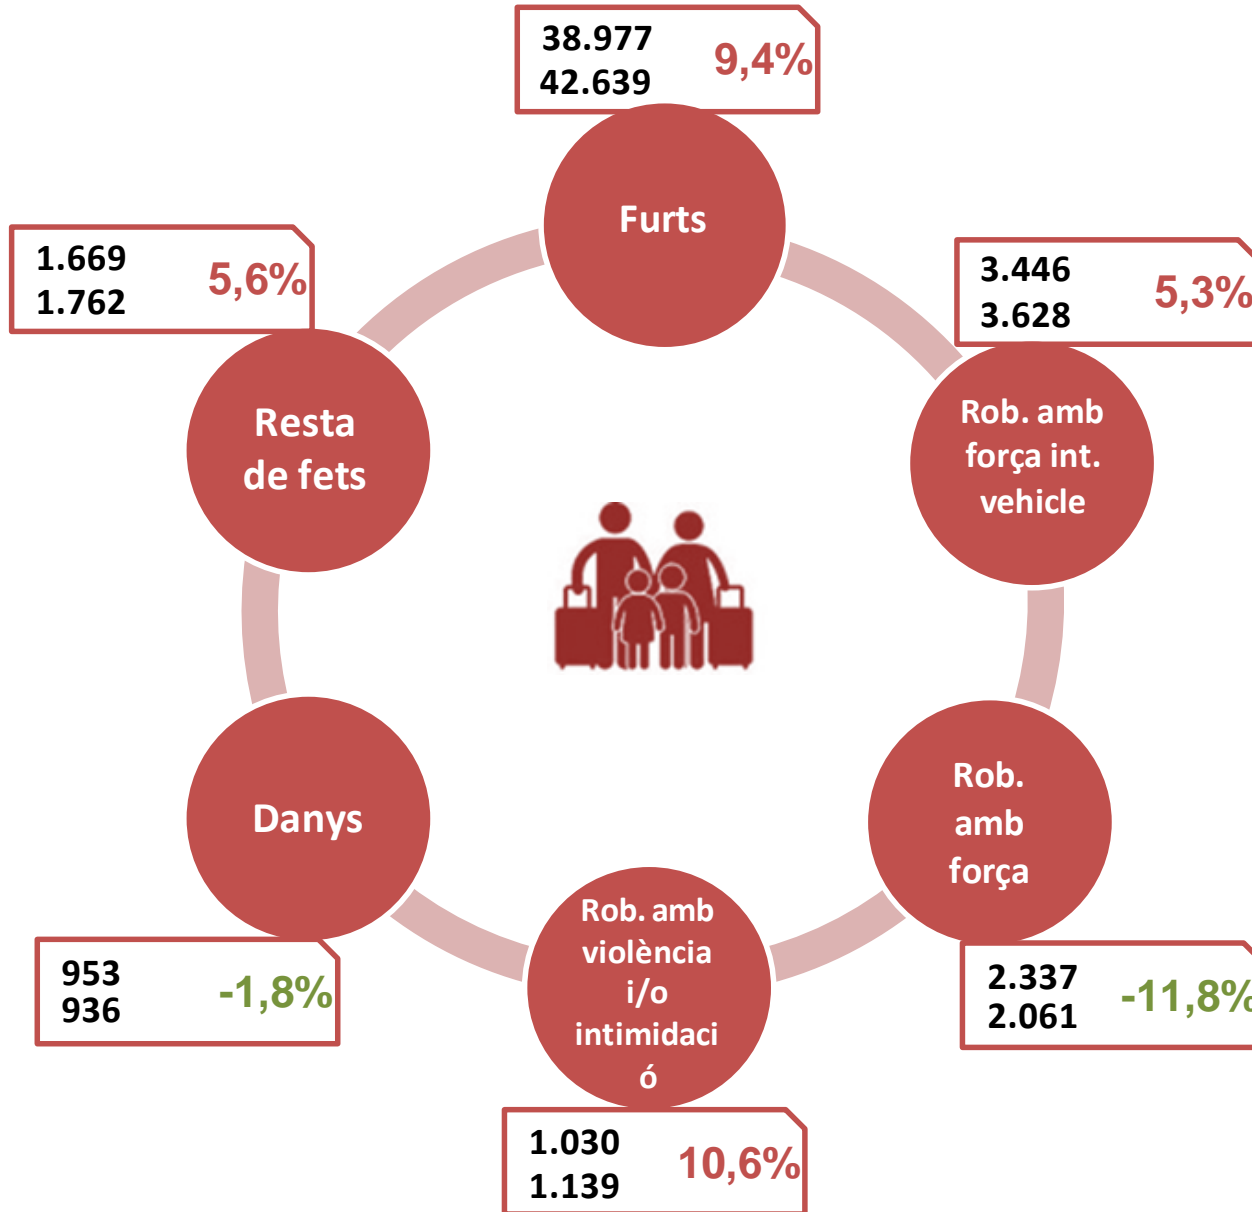 38.977
42.639
9,4%
Furts
3.446
3.628
5,3%
Rob. amb
força int.
vehicle
2.337
2.061
-11,8%
Rob.
amb
força
1.030
1.139
10,6%
Rob. amb
violència
i/o
intimidaci
ó
953
936
-1,8%
Danys
1.669
1.762
5,6%
Resta
de fets